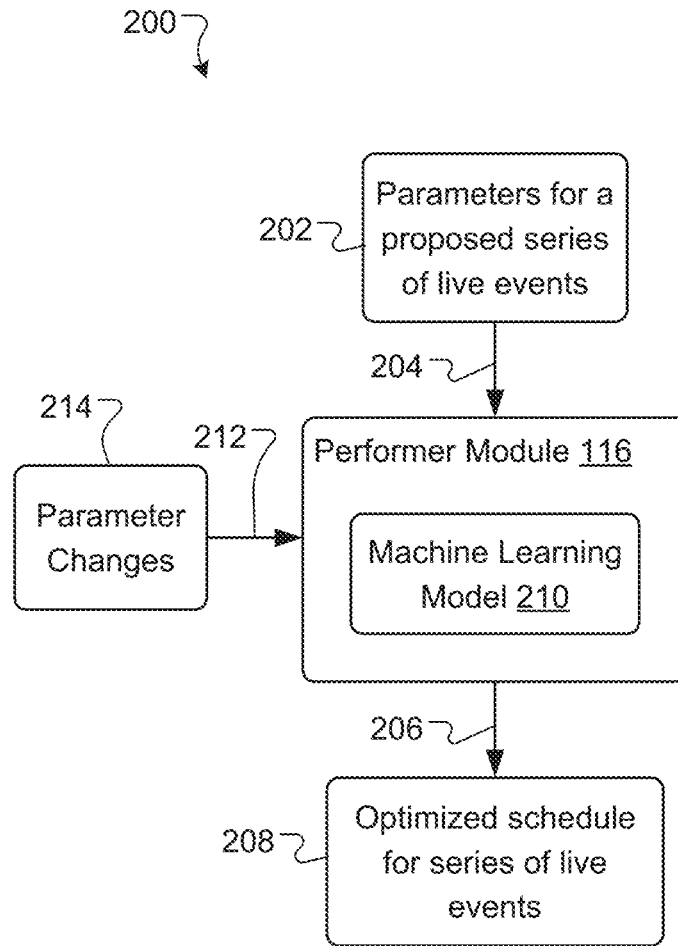 200
Parameters for a
proposed series
of live events
202
204
214
212
Parameter
Changes
Performer Module 116
Machine Learning
Model 210
206
Optimized schedule
for series of live
events
208